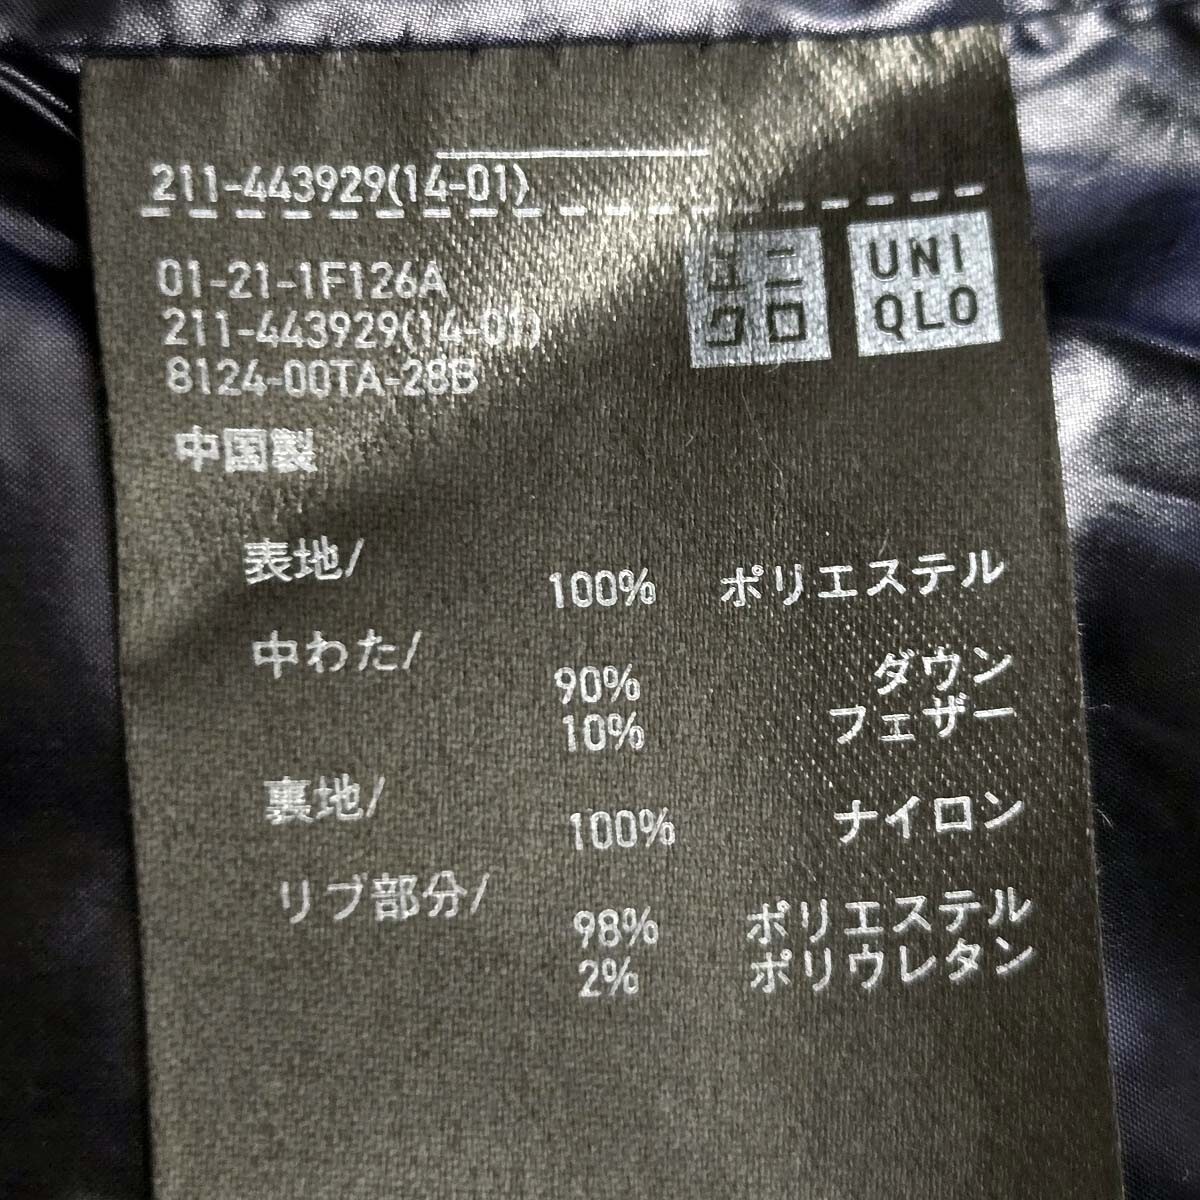 211-443929(14-01)
ユニ
クロ
UNI
QLO
01-21-1F126A
211-443929(14-01)
8124-00TA-28B
中国製
表地/
100% ポリエステル
中わた/
90% ダウン
10% フェザー
裏地/
100% ナイロン
リブ部分/
98% ポリエステル
2% ポリウレタン